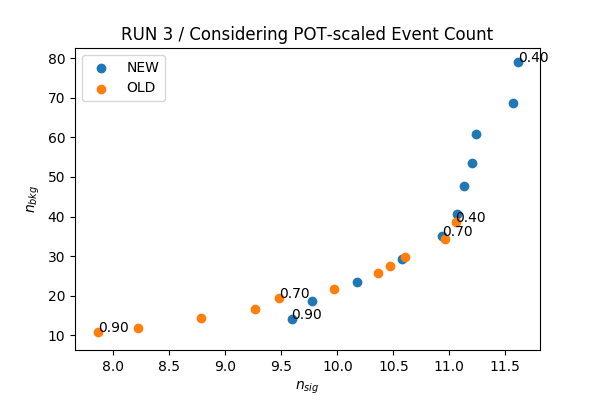 RUN 3 / Considering POT-scaled Event Count
NEW
OLD
80
70
60
50
40
30
20
10
n_bkg
0.40
0.40
0.70
0.70
0.90
0.90
8.0 8.5 9.0 9.5 10.0 10.5 11.0 11.5
n_sig